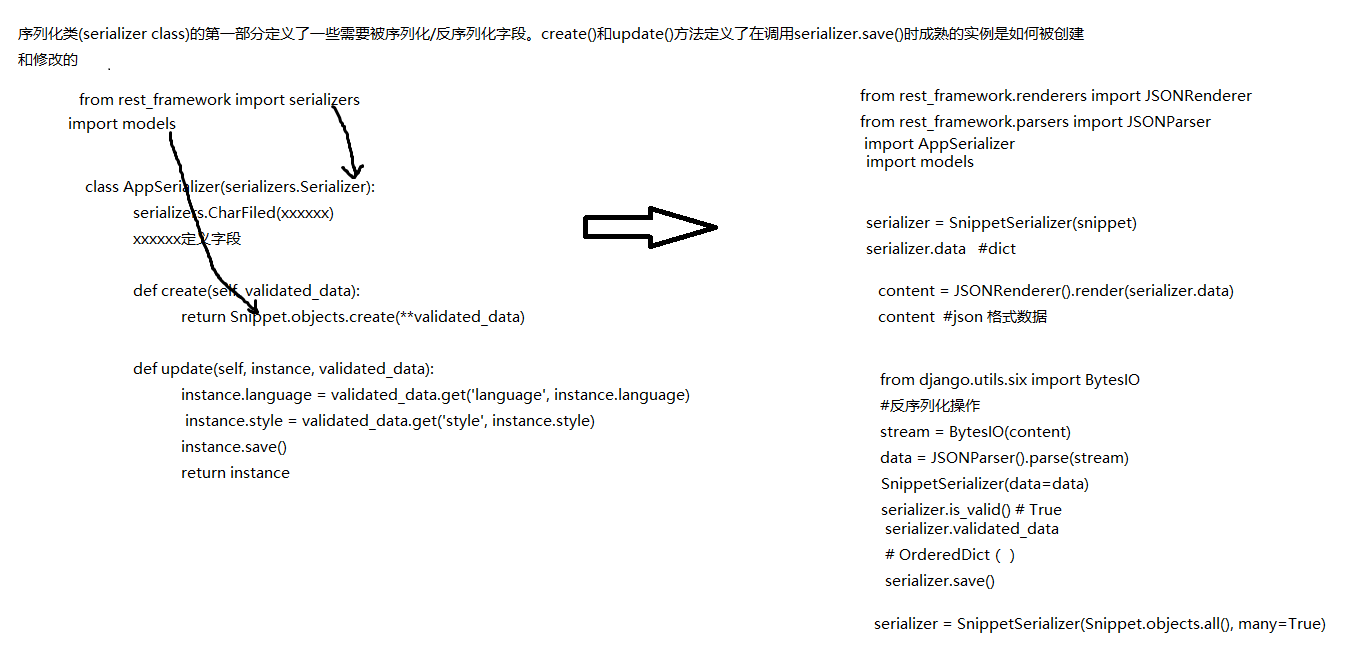 序列化类(serializer class)的第一部分定义了一些需要被序列化/反序列化字段。create()和update()方法定义了在调用serializer.save()时成熟的实例是如何被创建
和修改的
from rest_framework import serializers
import models
class AppSerializer(serializers.Serializer):
serializers.CharFiled(xxxxxx)
xxxxxx定义字段
def create(self, validated_data):
return Snippet.objects.create(**validated_data)
def update(self, instance, validated_data):
instance.language = validated_data.get('language', instance.language)
instance.style = validated_data.get('style', instance.style)
instance.save()
return instance
from rest_framework.renderers import JSONRenderer
from rest_framework.parsers import JSONParser
import AppSerializer
import models
serializer = SnippetSerializer(snippet)
serializer.data #dict
content = JSONRenderer().render(serializer.data)
content #json 格式数据
from django.utils.six import BytesIO
#反序列化操作
stream = BytesIO(content)
data = JSONParser().parse(stream)
SnippetSerializer(data=data)
serializer.is_valid() # True
serializer.validated_data
# OrderedDict ( )
serializer.save()
serializer = SnippetSerializer(Snippet.objects.all(), many=True)